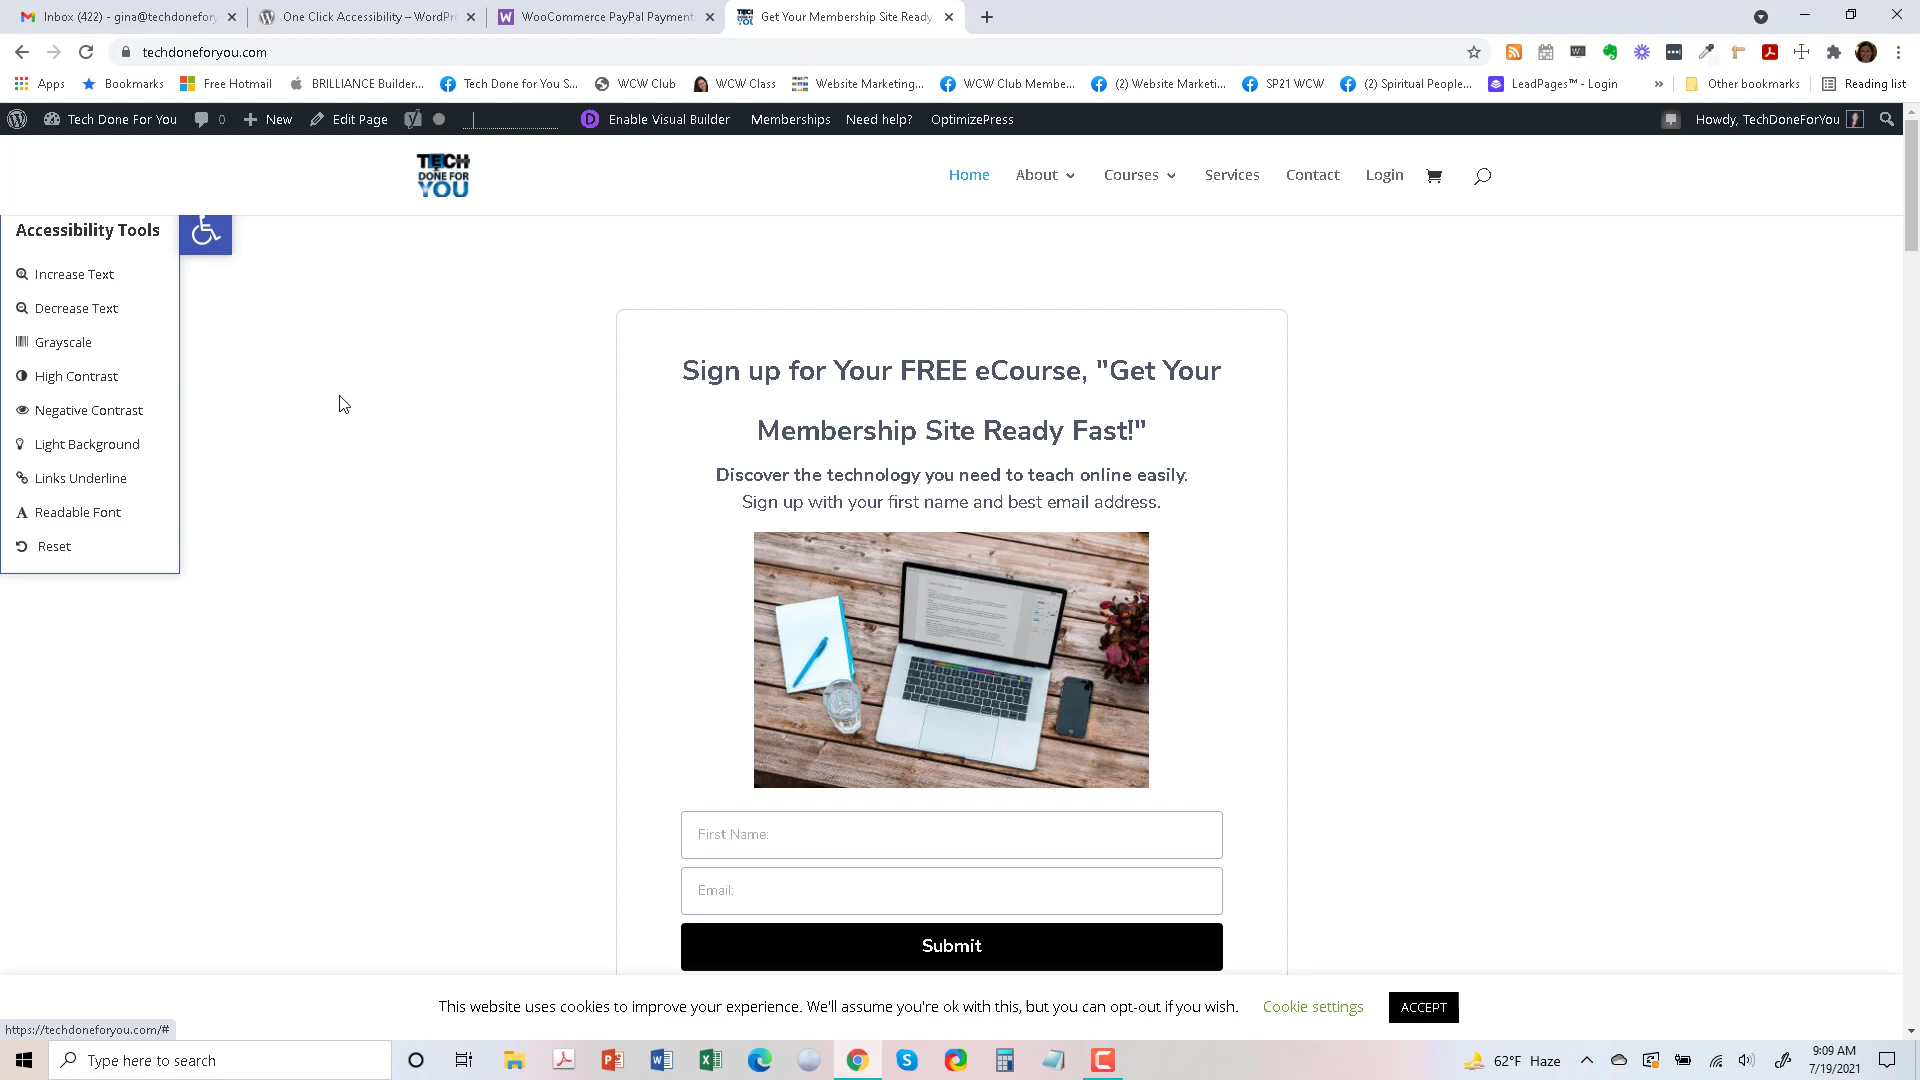 Inbox (422) - gina@techdonefory
One Click Accessibility – WordPre
WooCommerce PayPal Payment
Get Your Membership Site Ready
techdoneforyou.com
Apps
Bookmarks
Free Hotmail
BRILLIANCE Builder...
Tech Done for You S...
WCW Club
WCW Class
Website Marketing...
WCW Club Membe...
(2) Website Marketi...
SP21 WCW
(2) Spiritual People...
LeadPages™ - Login
»
Other bookmarks
Reading list
Tech Done For You
0
New
Edit Page
Enable Visual Builder
Memberships
Need help?
OptimizePress
Howdy, TechDoneForYou
TECH
DONE FOR
YOU
Home
About
Courses
Services
Contact
Login
Accessibility Tools
Increase Text
Decrease Text
Grayscale
High Contrast
Negative Contrast
Light Background
Links Underline
Readable Font
Reset
Sign up for Your FREE eCourse, "Get Your
Membership Site Ready Fast!"
Discover the technology you need to teach online easily.
Sign up with your first name and best email address.
First Name:
Email:
Submit
This website uses cookies to improve your experience. We'll assume you're ok with this, but you can opt-out if you wish.
Cookie settings
ACCEPT
https://techdoneforyou.com/#
Type here to search
62°F Haze
9:09 AM
7/19/2021